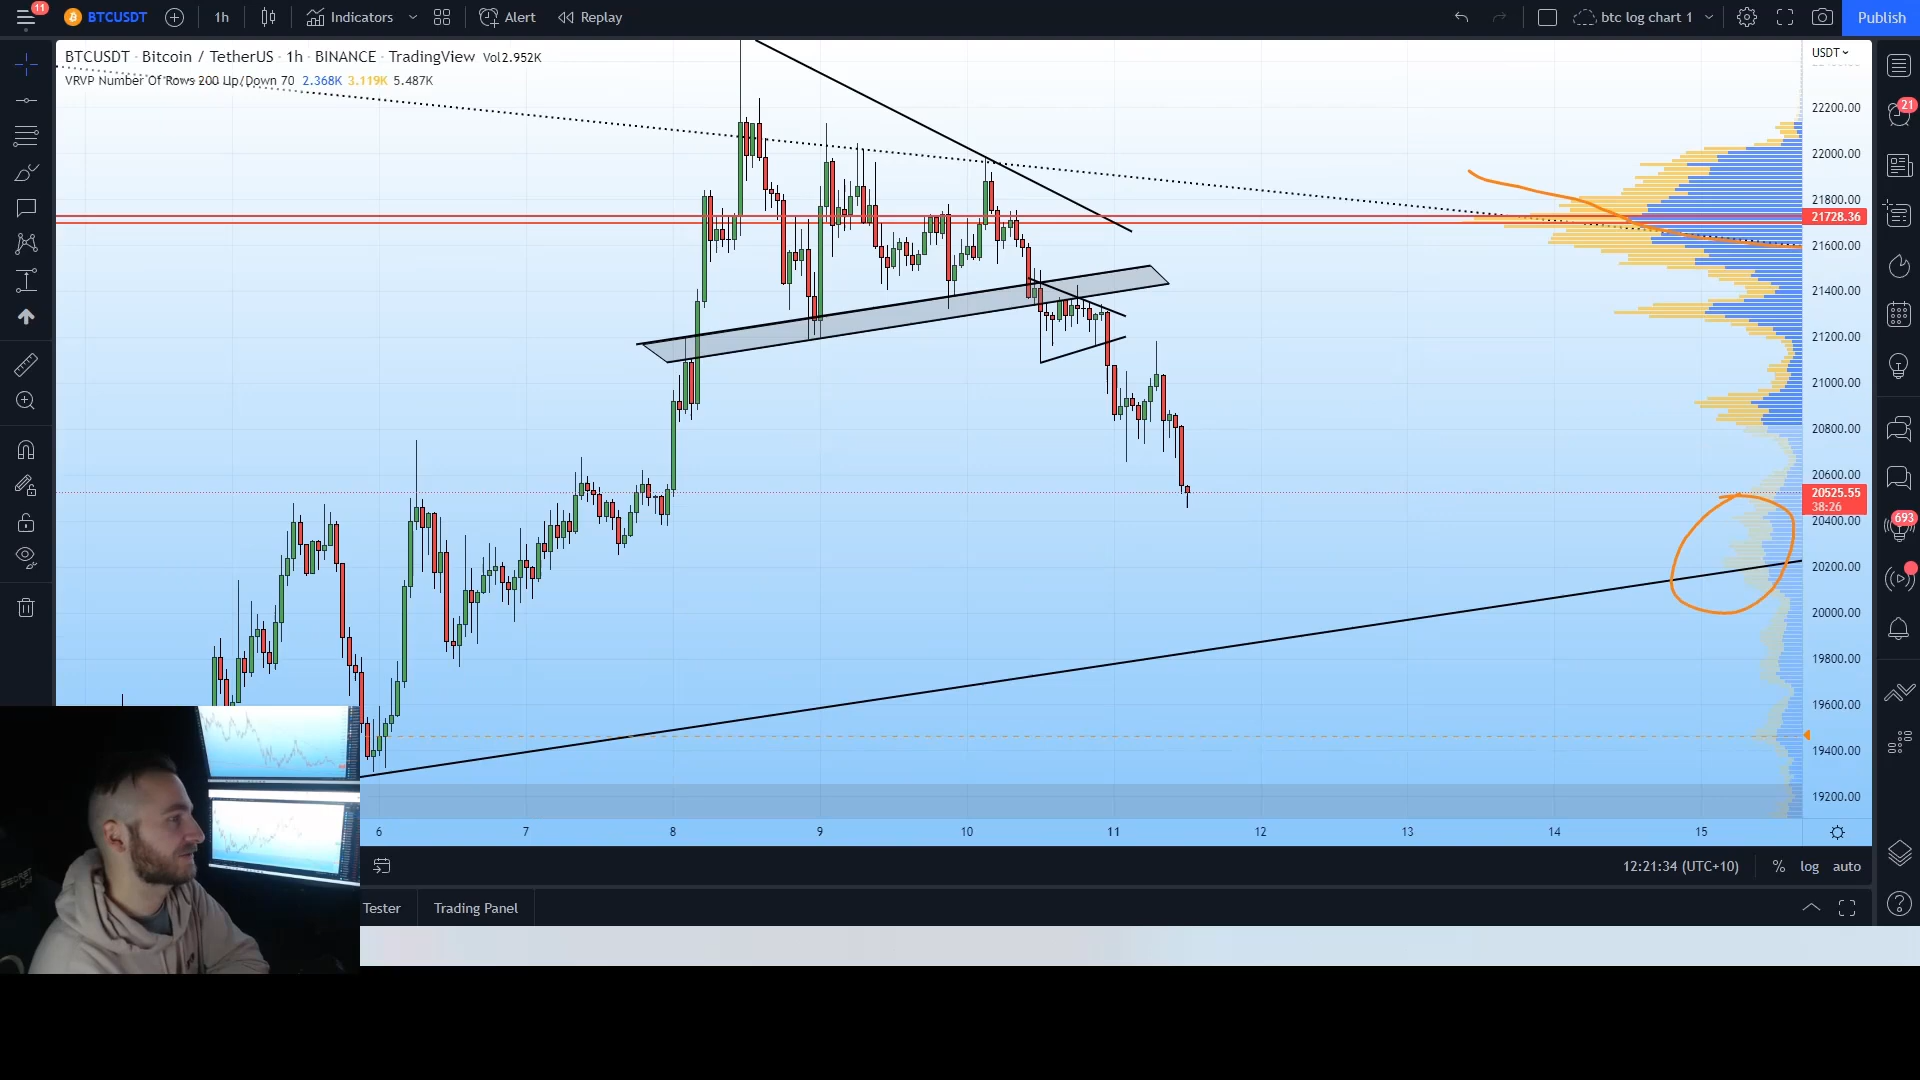 11
BTCUSDT
1h
Indicators
Alert
Replay
btc log chart 1
Publish
BTCUSDT · Bitcoin / TetherUS · 1h · BINANCE · TradingView Vol2.952K
VRVP Number Of Rows 200 Up/Down 70 2.368K 3.119K 5.487K
USDT
22200.00
22000.00
21800.00
21728.36
21600.00
21400.00
21200.00
21000.00
20800.00
20600.00
20525.55
38:26
20400.00
20200.00
20000.00
19800.00
19600.00
19400.00
19200.00
21
693
6
7
8
9
10
11
12
13
14
15
12:21:34 (UTC+10)
%
log
auto
Tester
Trading Panel